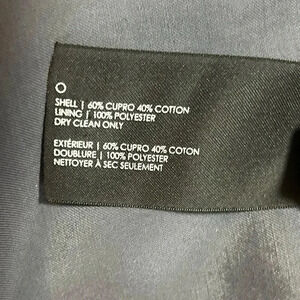 SHELL | 60% CUPRO 40% COTTON
LINING | 100% POLYESTER
DRY CLEAN ONLY
EXTÉRIEUR | 60% CUPRO 40% COTON
DOUBLURE | 100% POLYESTER
NETTOYER À SEC SEULEMENT